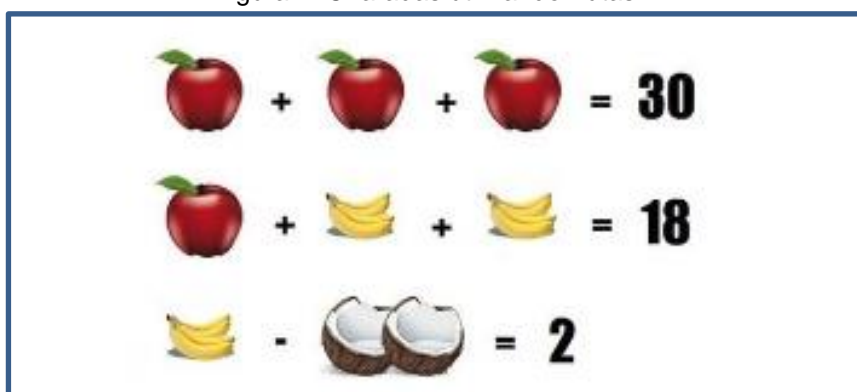 + + = 30
+ + = 18
- = 2